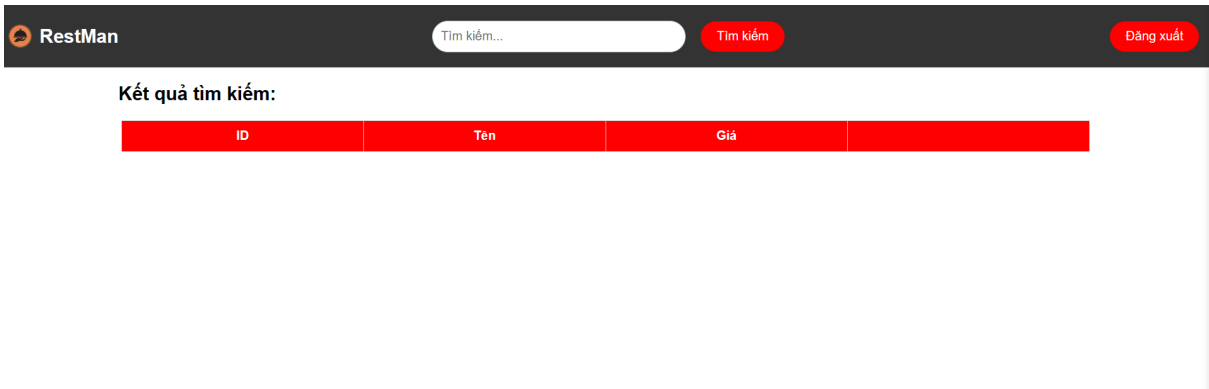 RestMan Tìm kiếm... Tìm kiếm Đăng xuất
Kết quả tìm kiếm:
ID Tên Giá